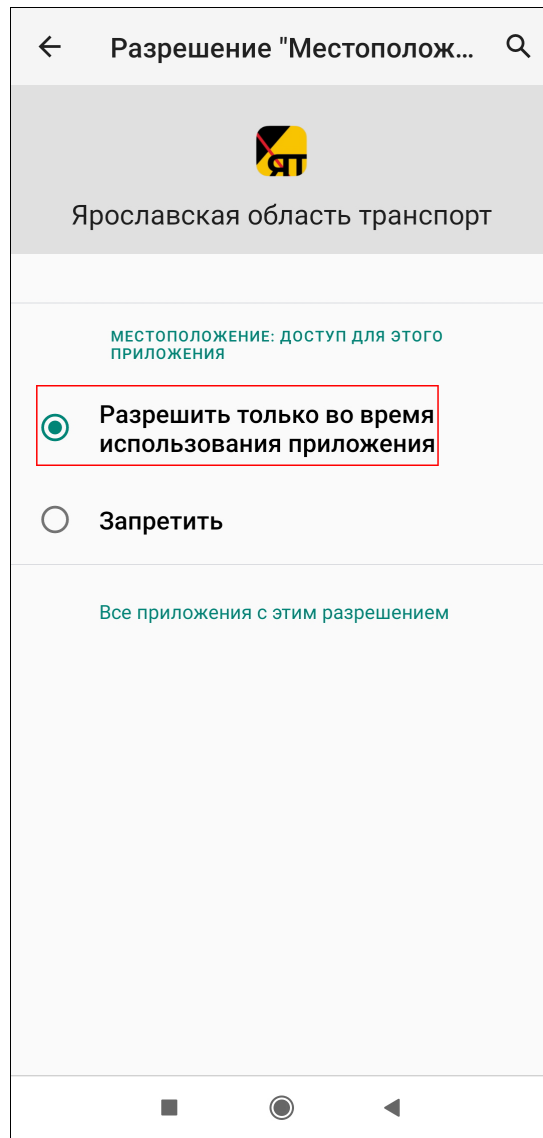 Разрешение "Местополож...
ЯТ
Ярославская область транспорт
МЕСТОПОЛОЖЕНИЕ: ДОСТУП ДЛЯ ЭТОГО
ПРИЛОЖЕНИЯ
Разрешить только во время
использования приложения
Запретить
Все приложения с этим разрешением